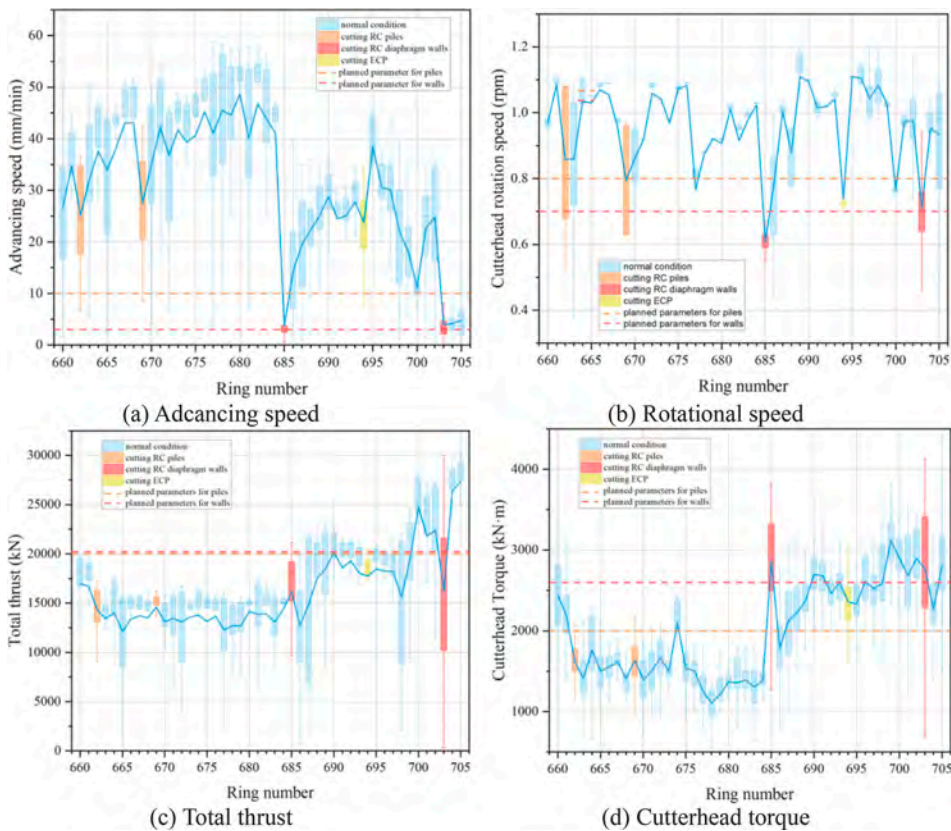 60
50
40
30
20
10
0
Advancing speed (mm/min)
normal condition
cutting RC piles
cutting RC diaphragm walls
cutting ECP
planned parameter for piles
planned parameter for walls
660 665 670 675 680 685 690 695 700 705
Ring number
(a) Adcancing speed
1.2
1.0
0.8
0.6
0.4
Cutterhead rotation speed (rpm)
normal condition
cutting RC piles
cutting RC diaphragm walls
cutting ECP
planned parameters for piles
planned parameters for walls
660 665 670 675 680 685 690 695 700 705
Ring number
(b) Rotational speed
30000
25000
20000
15000
10000
5000
0
Total thrust (kN)
normal condition
cutting RC piles
cutting RC diaphragm walls
cutting ECP
planned parameters for piles
planned parameters for walls
660 665 670 675 680 685 690 695 700 705
Ring number
(c) Total thrust
4000
3000
2000
1000
Cutterhead Torque (kN·m)
normal condition
cutting RC piles
cutting RC diaphragm walls
cutting ECP
planned parameters for piles
planned parameters for walls
660 665 670 675 680 685 690 695 700 705
Ring number
(d) Cutterhead torque